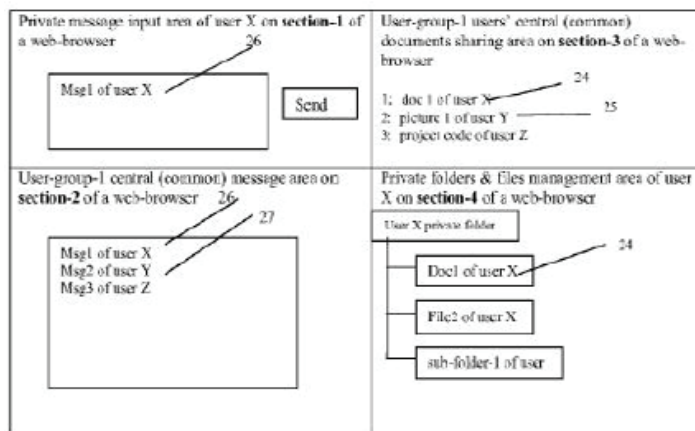 Private message input area of user X on section-1 of
a web-browser
26
Msg1 of user X
Send
User-group-1 users' central (common)
documents sharing area on section-3 of a web-
browser
24
1; doc 1 of user X
25
2: picture 1 of user Y
3: project code of user Z
User-group-1 central (common) message area on
section-2 of a web-browser
26
27
Msg1 of user X
Msg2 of user Y
Msg3 of user Z
Private folders & files management area of user
X on section-4 of a web-browser
User X private folder
24
Doc1 of user X
File2 of user X
sub-folder-1 of user